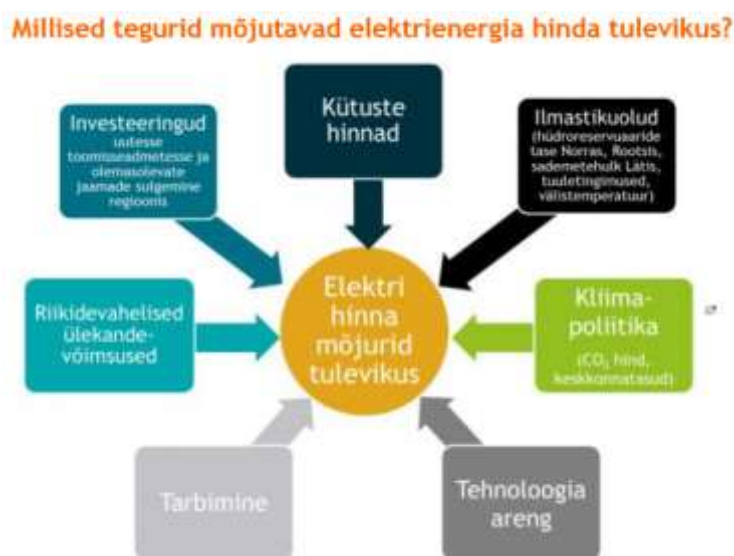 Millised tegurid mõjutavad elektrienergia hinda tulevikus?
Kütuste
hinnad
Investeeringud
uutesse
tootmisseadmetesse ja
olemasolevate
jaamade sulgemine
regioonis
Ilmastikuolud
(hüdroreservuaaride
tase Norras, Rootsis,
sademetehulk Lätis,
tuuletingimused,
välistemperatuur)
Riikidevahelised
ülekande-
võimsused
Elektri
hinna
mõjurid
tulevikus
Kliima-
poliitika
(CO₂ hind,
keskkonnatasud)
Tarbimine
Tehnoloogia
areng